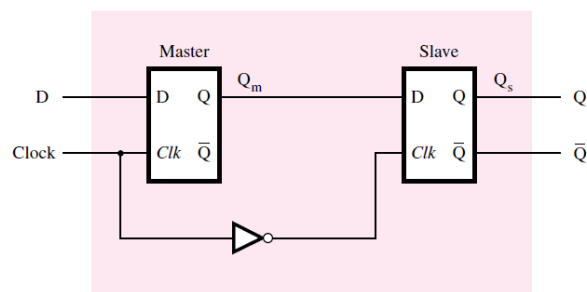 Master Slave
D D Q Qm D Q Qs Q
Clock Clk Q̅ Clk Q̅ Q̅